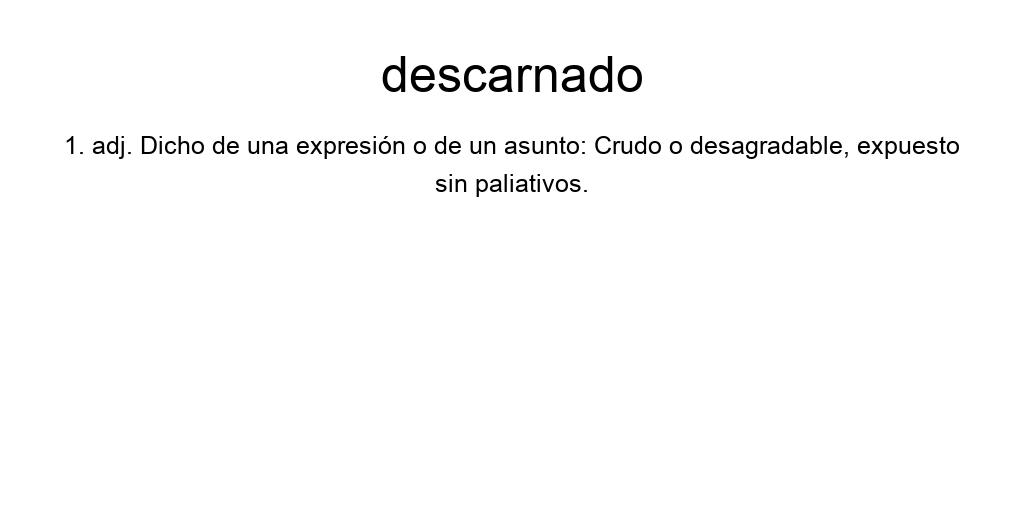 descarnado
1. adj. Dicho de una expresión o de un asunto: Crudo o desagradable, expuesto
sin paliativos.